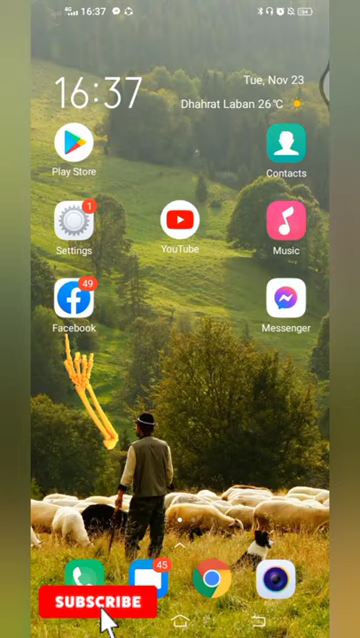 4G 16:37
16:37
Tue, Nov 23
Dhahrat Laban 26°C
Play Store
Contacts
1
Settings
YouTube
Music
49
Facebook
Messenger
45
SUBSCRIBE